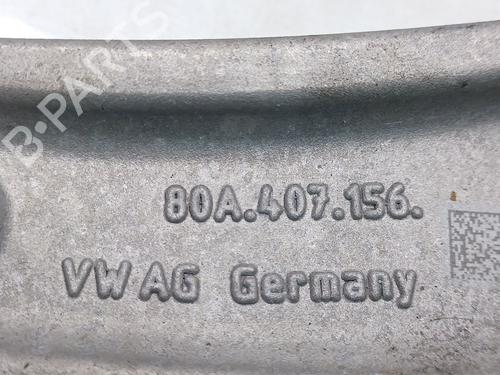 B-PARTS
80A.407.156.
VW AG Germany